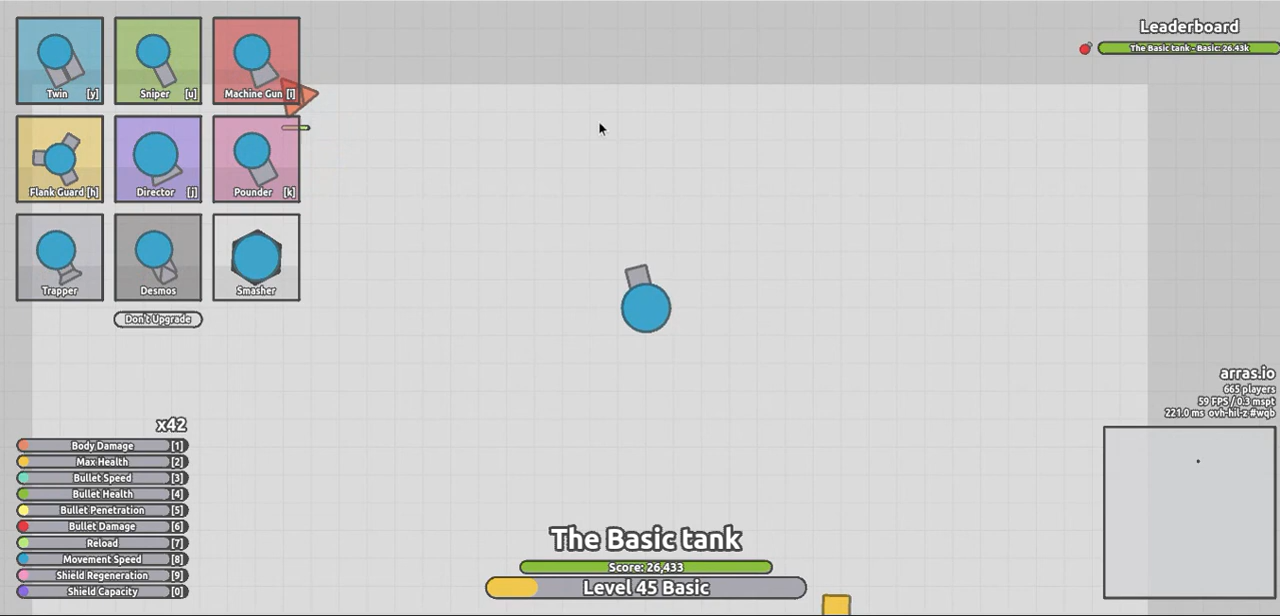 Twin [y]
Sniper [u]
Machine Gun [i]
Flank Guard [h]
Director [j]
Pounder [k]
Trapper
Desmos
Smasher
Don't Upgrade
x42
Body Damage [1]
Max Health [2]
Bullet Speed [3]
Bullet Health [4]
Bullet Penetration [5]
Bullet Damage [6]
Reload [7]
Movement Speed [8]
Shield Regeneration [9]
Shield Capacity [0]
The Basic tank
Score: 26,433
Level 45 Basic
Leaderboard
The Basic tank - Basic: 26.43k
arras.io
665 players
59 FPS / 0.3 mspt
221.0 ms ovh-hil-z #wqb